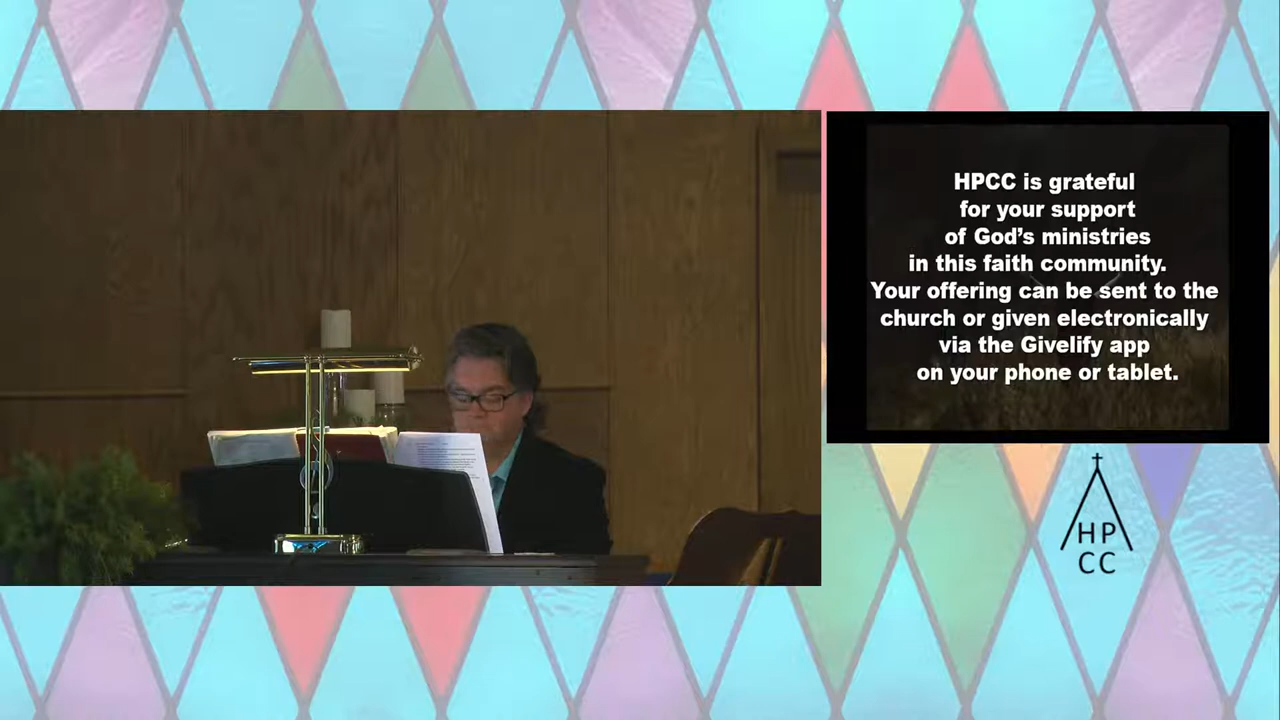 HPCC is grateful
for your support
of God's ministries
in this faith community.
Your offering can be sent to the
church or given electronically
via the Givelify app
on your phone or tablet.
HP
CC